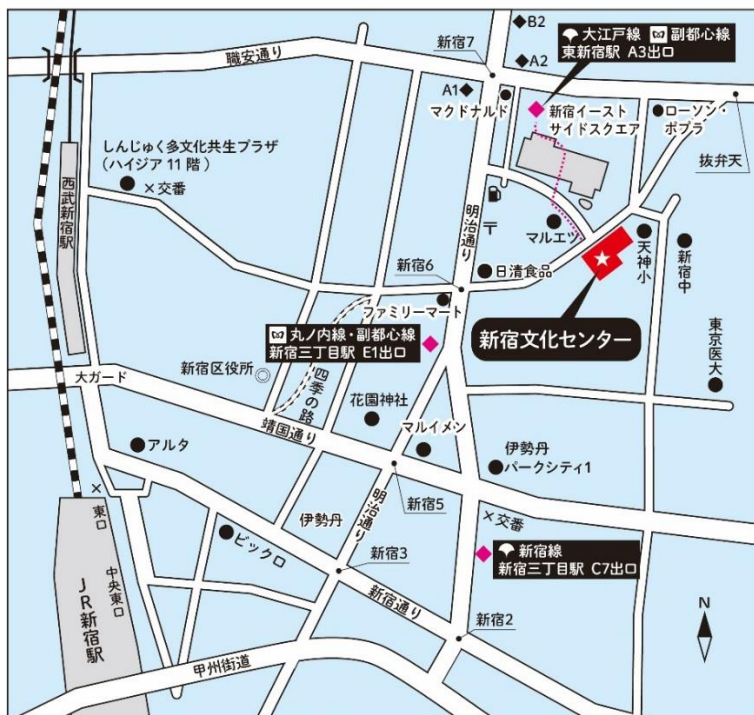 B2
新宿7
大江戸線 副都心線
東新宿駅 A3出口
職安通り
A2
A1
マクドナルド
新宿イースト
サイドスクエア
ローソン・
ポプラ
抜弁天
しんじゅく多文化共生プラザ
(ハイジア 11 階)
×交番
西武新宿駅
明治通り
マルエツ
天神小
新宿中
新宿6
日清食品
ファミリーマート
丸ノ内線・副都心線
新宿三丁目駅 E1出口
新宿文化センター
東京医大
新宿区役所
大ガード
四季の路
花園神社
靖国通り
マルイメン
アルタ
伊勢丹
パークシティ1
新宿5
明治通り
×交番
×
東口
伊勢丹
ビックロ
新宿3
新宿線
新宿三丁目駅 C7出口
中央東口
JR新宿駅
新宿通り
新宿2
N
甲州街道